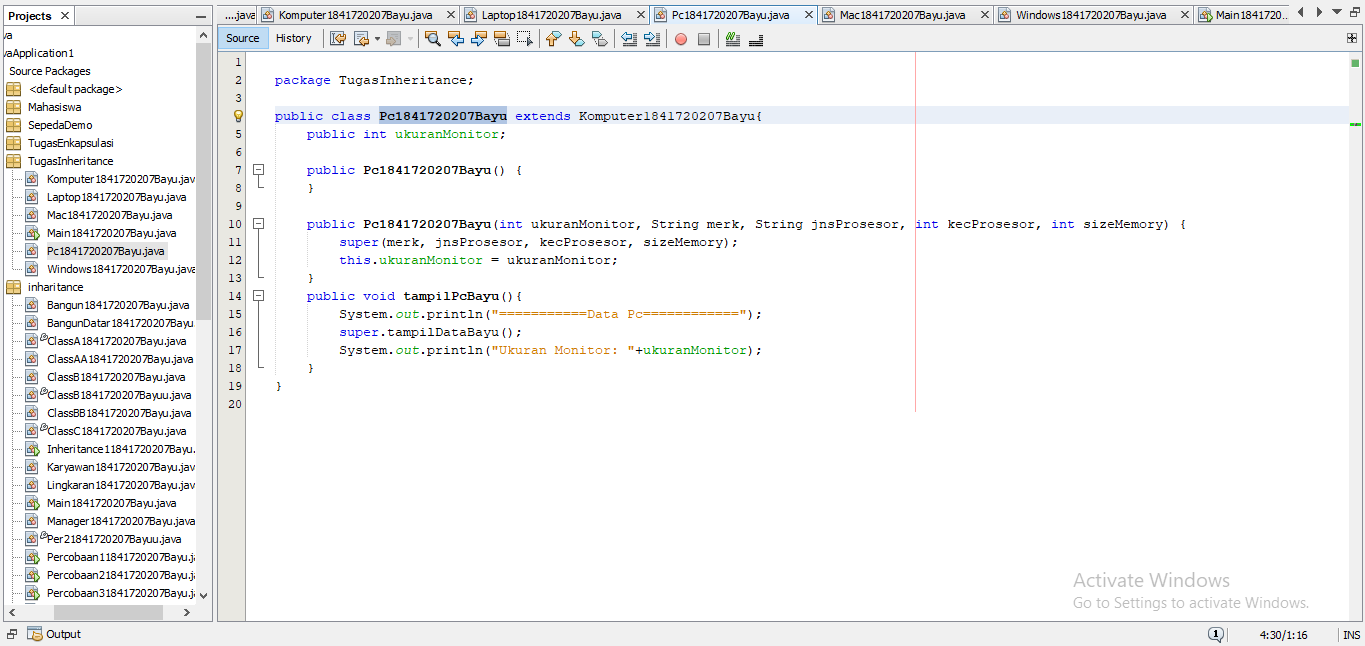 Projects
....java
Komputer1841720207Bayu.java
Laptop1841720207Bayu.java
Pc1841720207Bayu.java
Mac1841720207Bayu.java
Windows1841720207Bayu.java
Main1841720...
Source
History
va
vaApplication1
Source Packages
<default package>
Mahasiswa
SepedaDemo
TugasEnkapsulasi
TugasInheritance
Komputer1841720207Bayu.jav
Laptop1841720207Bayu.java
Mac1841720207Bayu.java
Main1841720207Bayu.java
Pc1841720207Bayu.java
Windows1841720207Bayu.java
inharitance
Bangun1841720207Bayu.java
BangunDatar1841720207Bayu.
ClassA1841720207Bayu.java
ClassAA1841720207Bayu.java
ClassB1841720207Bayu.java
ClassB1841720207Bayuu.java
ClassBB1841720207Bayu.java
ClassC1841720207Bayu.java
Inheritance11841720207Bayu.
Karyawan1841720207Bayu.jav
Lingkaran1841720207Bayu.jav
Main1841720207Bayu.java
Manager1841720207Bayu.java
Per21841720207Bayuu.java
Percobaan11841720207Bayu.j
Percobaan21841720207Bayu.j
Percobaan31841720207Bayu.j
1
2 package TugasInheritance;
3
public class Pc1841720207Bayu extends Komputer1841720207Bayu{
5 public int ukuranMonitor;
6
7 public Pc1841720207Bayu() {
8 }
9
10 public Pc1841720207Bayu(int ukuranMonitor, String merk, String jnsProsesor, int kecProsesor, int sizeMemory) {
11 super(merk, jnsProsesor, kecProsesor, sizeMemory);
12 this.ukuranMonitor = ukuranMonitor;
13 }
14 public void tampilPcBayu(){
15 System.out.println("===========Data Pc============");
16 super.tampilDataBayu();
17 System.out.println("Ukuran Monitor: "+ukuranMonitor);
18 }
19 }
20
Activate Windows
Go to Settings to activate Windows.
Output
1
4:30/1:16
INS